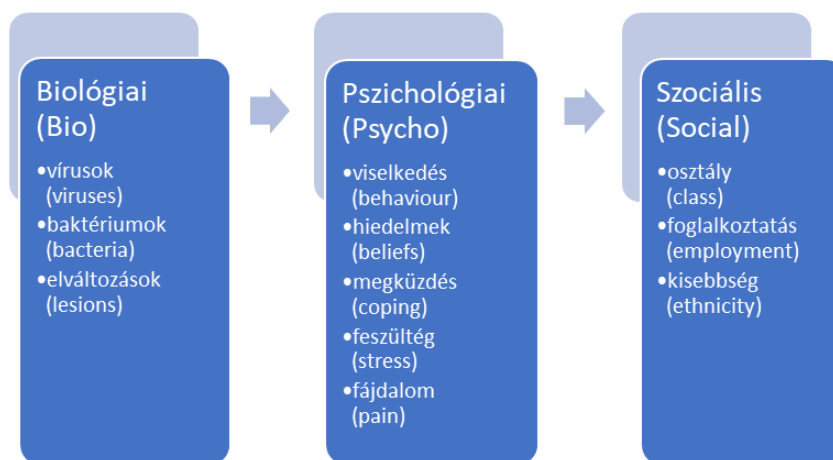 Biológiai
(Bio)
•vírusok
(viruses)
•baktériumok
(bacteria)
•elváltozások
(lesions)
Pszichológiai
(Psycho)
•viselkedés
(behaviour)
•hiedelmek
(beliefs)
•megküzdés
(coping)
•feszültég
(stress)
•fájdalom
(pain)
Szociális
(Social)
•osztály
(class)
•foglalkoztatás
(employment)
•kisebbség
(ethnicity)